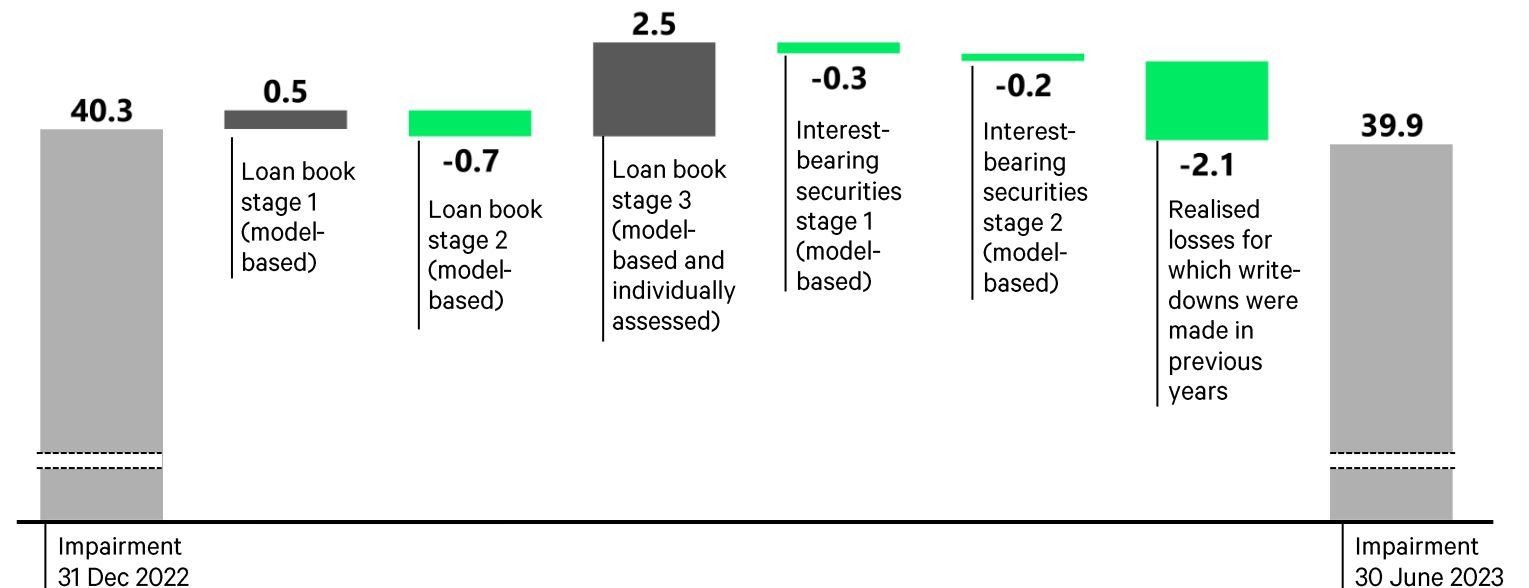 40.3
0.5
Loan book
stage 1
(model-
based)
-0.7
Loan book
stage 2
(model-
based)
2.5
Loan book
stage 3
(model-
based and
individually
assessed)
-0.3
Interest-
bearing
securities
stage 1
(model-
based)
-0.2
Interest-
bearing
securities
stage 2
(model-
based)
-2.1
Realised
losses for
which write-
downs were
made in
previous
years
39.9
Impairment
31 Dec 2022
Impairment
30 June 2023